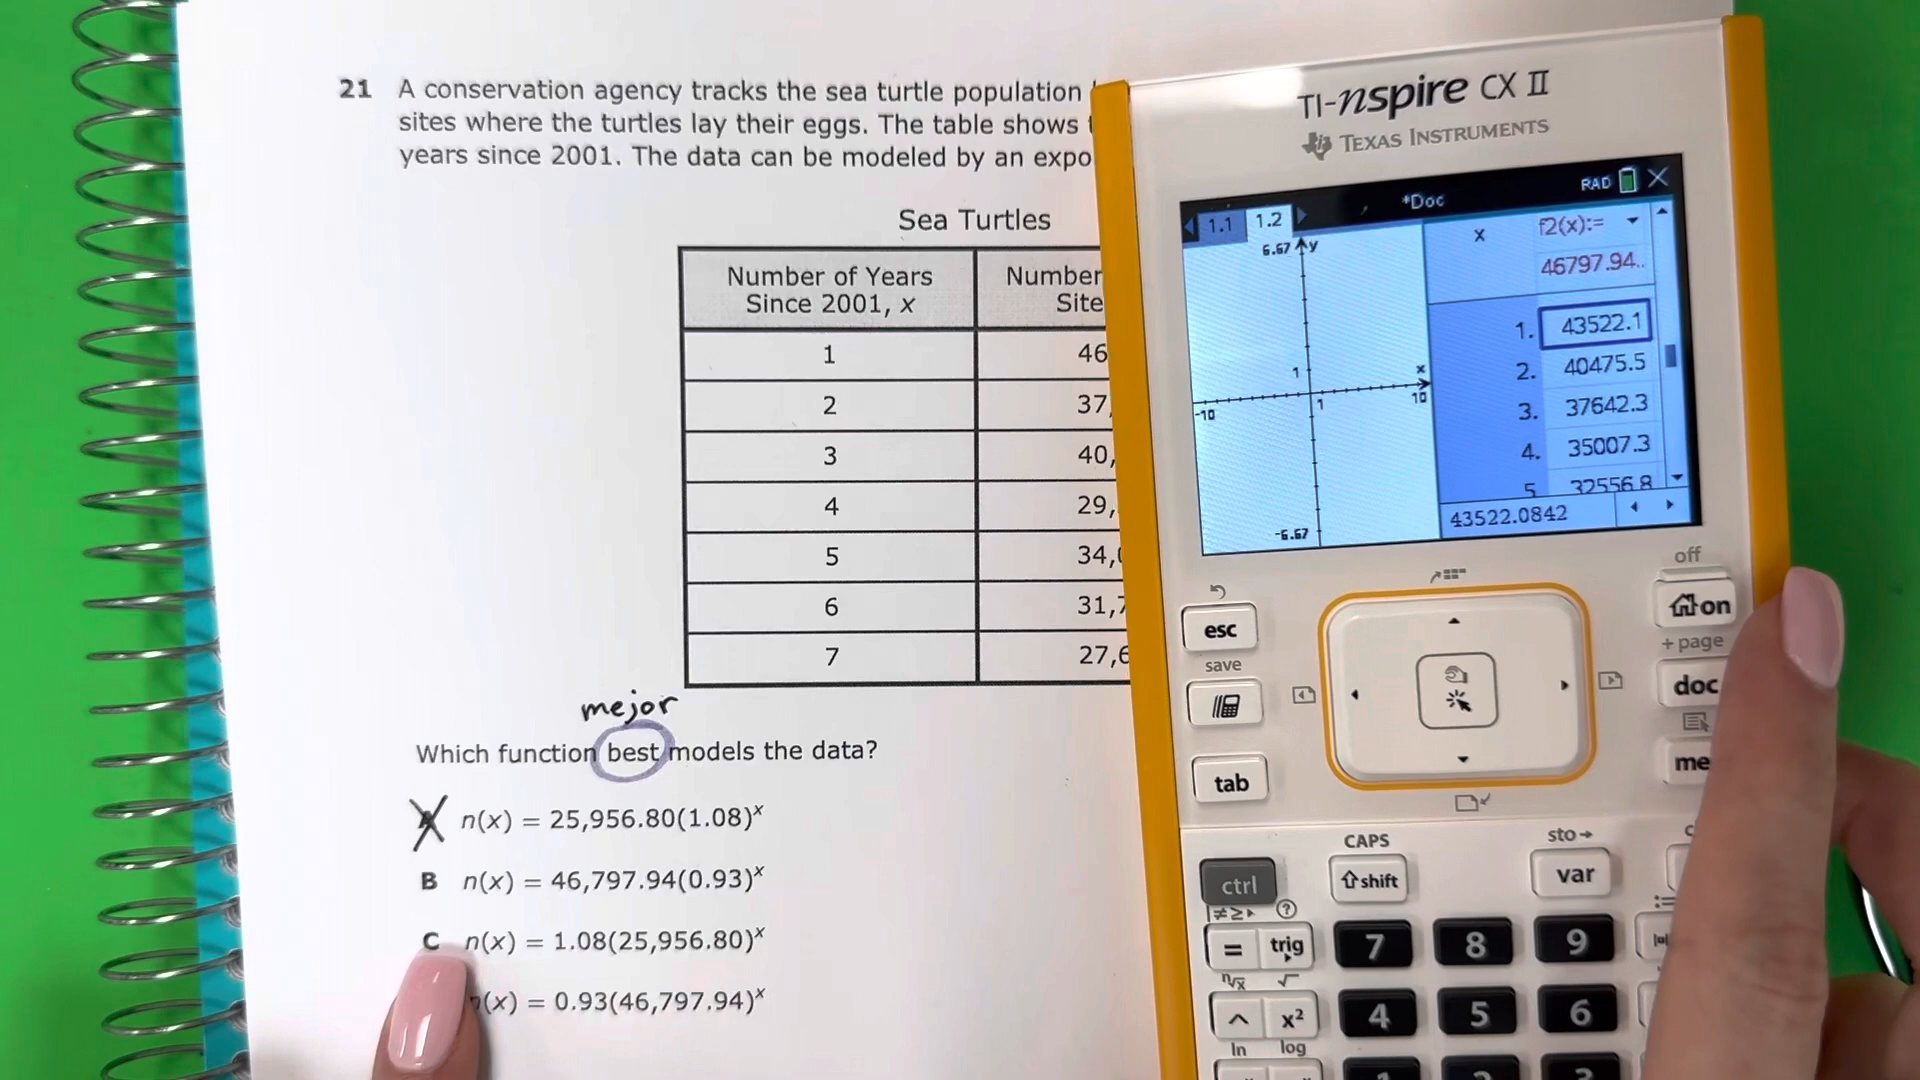 21 A conservation agency tracks the sea turtle population
sites where the turtles lay their eggs. The table shows
years since 2001. The data can be modeled by an expo
Sea Turtles
Number of Years
Since 2001, x
Number
Site
1 46
2 37,
3 40,
4 29,
5 34,
6 31,7
7 27,6
mejor
Which function best models the data?
n(x) = 25,956.80(1.08)ˣ
B n(x) = 46,797.94(0.93)ˣ
C n(x) = 1.08(25,956.80)ˣ
(x) = 0.93(46,797.94)ˣ
TI-nspire CX II
TEXAS INSTRUMENTS
RAD
*Doc
1.1 1.2
6.67 y
1 x
-10 1 10
-6.67
x f2(x):=
46797.94..
1. 43522.1
2. 40475.5
3. 37642.3
4. 35007.3
5 32556.8
43522.0842
off
esc
on
save
+ page
doc
tab
me
CAPS
sto→
ctrl
shift
var
:=
= trig 7 8 9
^ x² 4 5 6
ln log